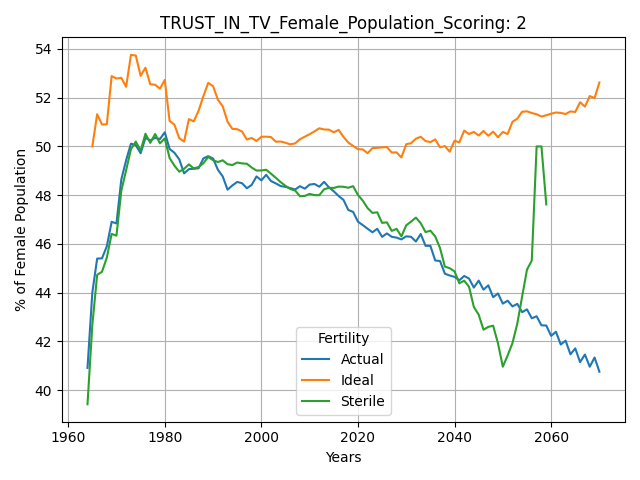 TRUST_IN_TV_Female_Population_Scoring: 2
% of Female Population
54
52
50
48
46
44
42
40
Fertility
Actual
Ideal
Sterile
1960 1980 2000 2020 2040 2060
Years